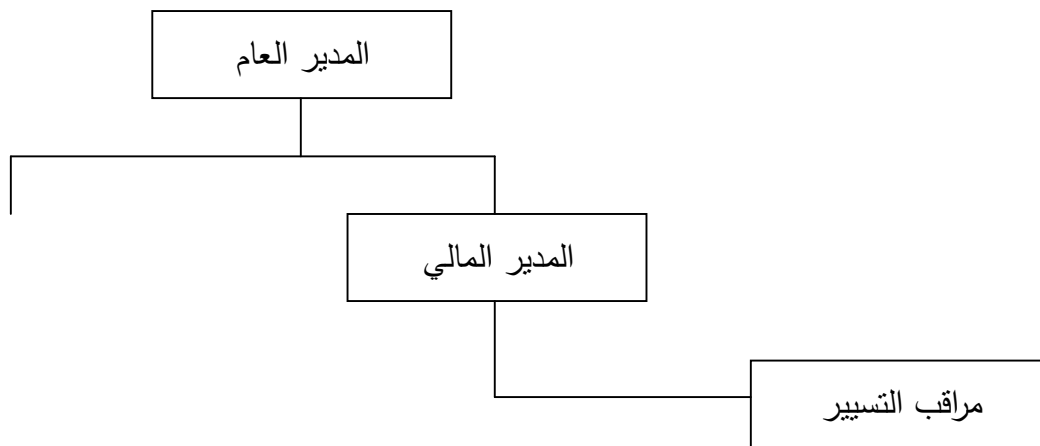 المدير العام
المدير المالي
مراقب التسيير